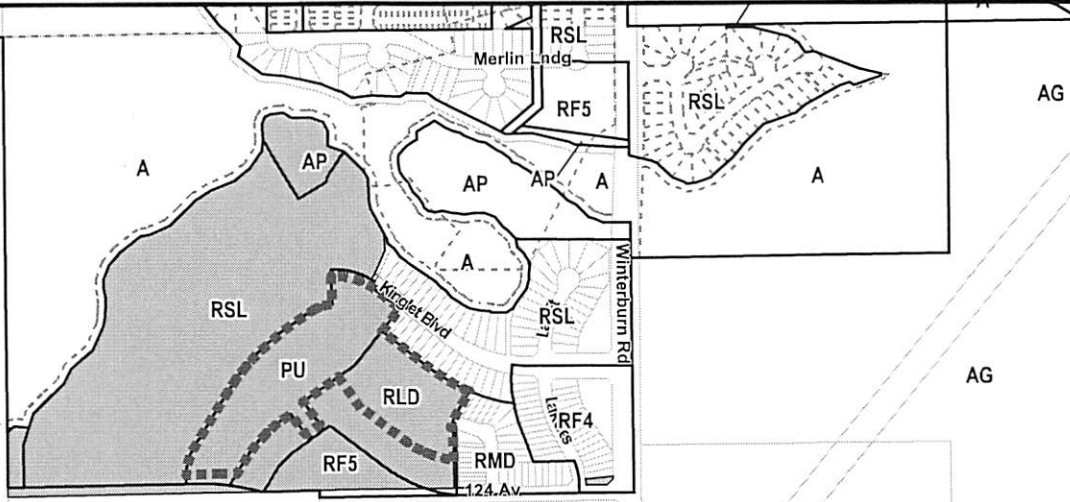 A
RSL
Merlin Lndg
RSL
RF5
AG
A
AP
AP
AP
A
A
A
Winterburn Rd
RSL
Kinglet Blvd
RSL
PU
RLD
AG
RF4
RF5
RMD
124 Av